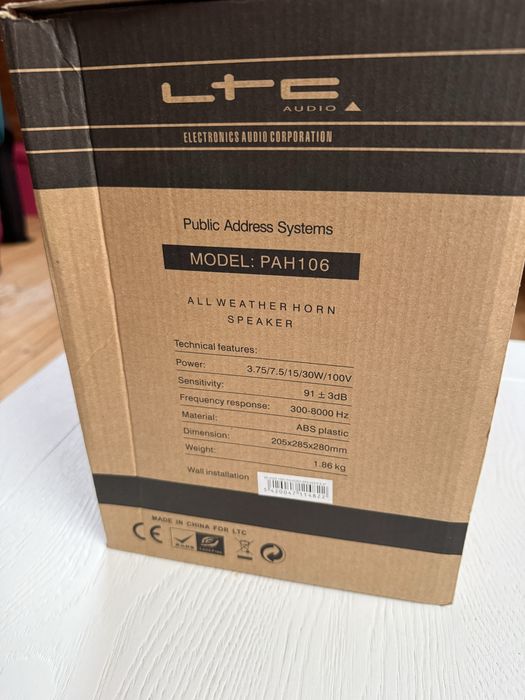 LTC
AUDIO
ELECTRONICS AUDIO CORPORATION
Public Address Systems
MODEL: PAH106
ALL WEATHER HORN
SPEAKER
Technical features:
Power: 3.75/7.5/15/30W/100V
Sensitivity: 91 ± 3dB
Frequency response: 300-8000 Hz
Material: ABS plastic
Dimension: 205x285x280mm
Weight: 1.86 kg
Wall installation
5420047114822
MADE IN CHINA FOR LTC
CE
RoHS